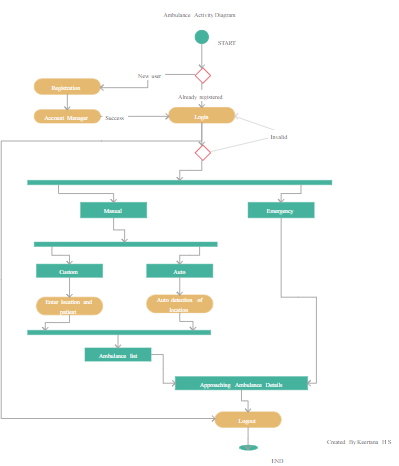 Ambulance Activity Diagram
START
New user
Registration
Already registered
Account Manager
Success
Login
Invalid
Manual
Emergency
Custom
Auto
Enter location and
patient
Auto detection of
location
Ambulance list
Approaching Ambulance Details
Logout
Created By Keertana H S
END